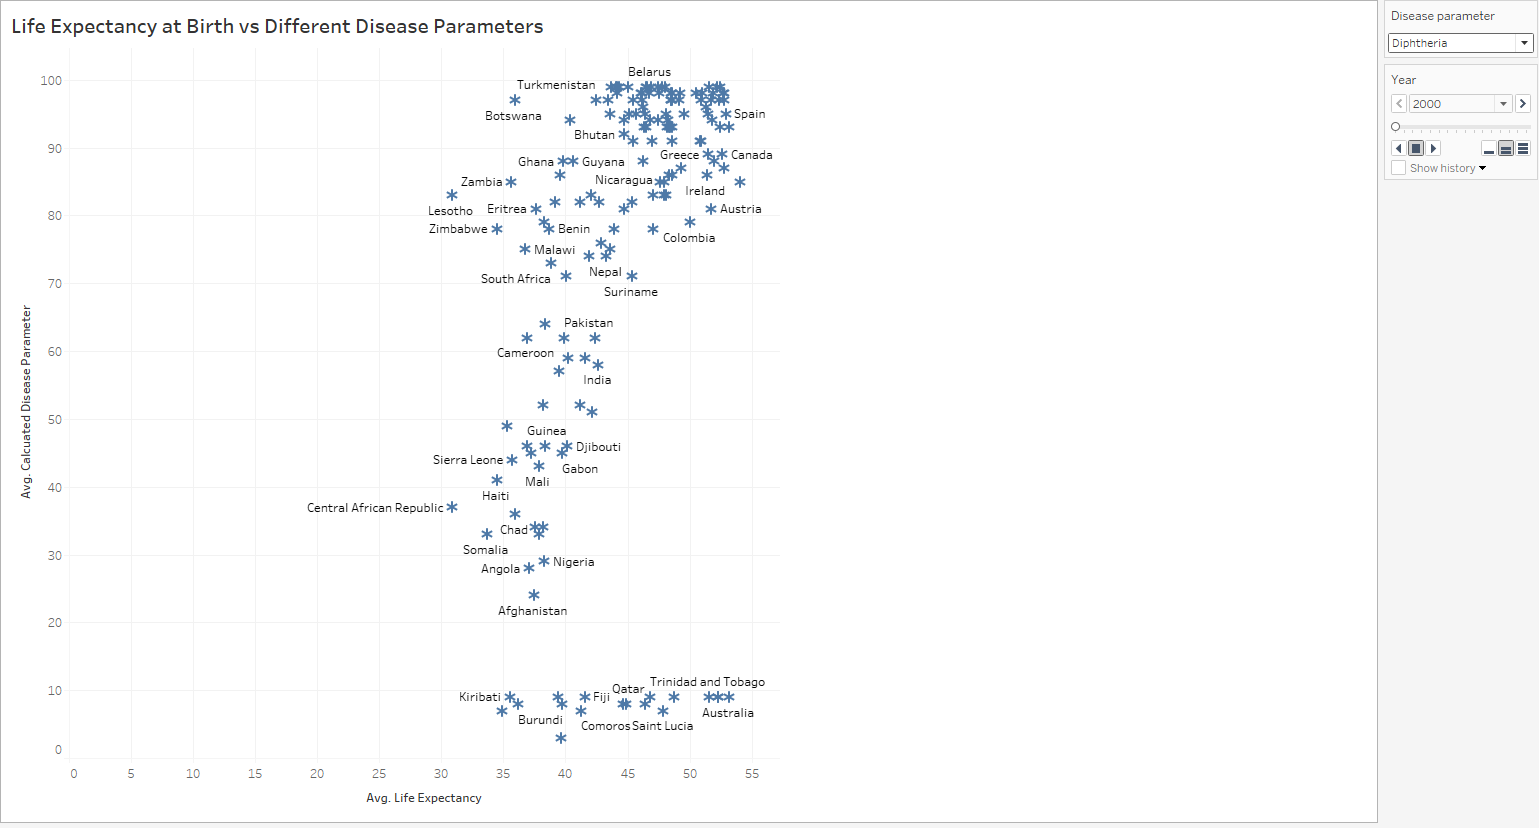 Life Expectancy at Birth vs Different Disease Parameters
Disease parameter
Diphtheria
Year
2000
Show history
Avg. Calcuated Disease Parameter
100
90
80
70
60
50
40
30
20
10
0
Belarus
Turkmenistan
Botswana
Spain
Bhutan
Ghana
Guyana
Greece
Canada
Zambia
Nicaragua
Ireland
Lesotho
Eritrea
Austria
Zimbabwe
Benin
Colombia
Malawi
South Africa
Nepal
Suriname
Pakistan
Cameroon
India
Guinea
Djibouti
Sierra Leone
Gabon
Mali
Haiti
Central African Republic
Chad
Somalia
Nigeria
Angola
Afghanistan
Trinidad and Tobago
Qatar
Kiribati
Fiji
Australia
Burundi
Comoros
Saint Lucia
0 5 10 15 20 25 30 35 40 45 50 55
Avg. Life Expectancy